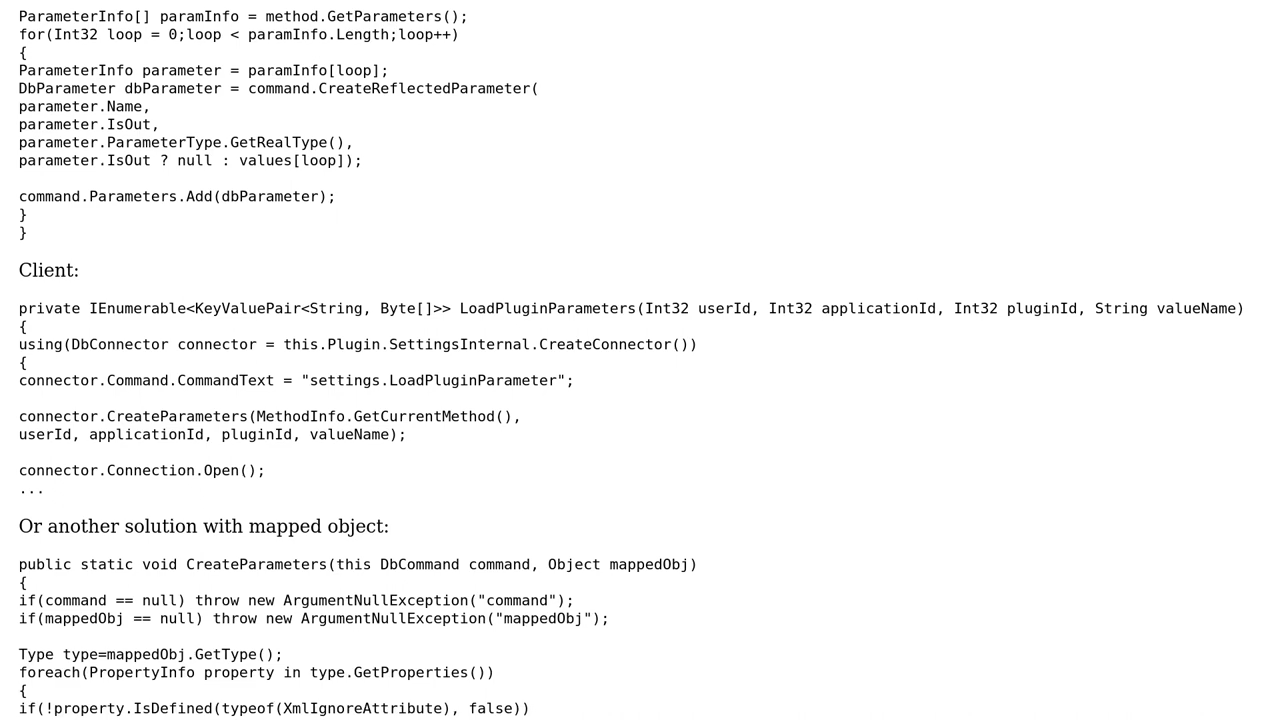 ParameterInfo[] paramInfo = method.GetParameters();
for(Int32 loop = 0;loop < paramInfo.Length;loop++)
{
ParameterInfo parameter = paramInfo[loop];
DbParameter dbParameter = command.CreateReflectedParameter(
parameter.Name,
parameter.IsOut,
parameter.ParameterType.GetRealType(),
parameter.IsOut ? null : values[loop]);
command.Parameters.Add(dbParameter);
}
}
Client:
private IEnumerable<KeyValuePair<String, Byte[]>> LoadPluginParameters(Int32 userId, Int32 applicationId, Int32 pluginId, String valueName)
{
using(DbConnector connector = this.Plugin.SettingsInternal.CreateConnector())
{
connector.Command.CommandText = "settings.LoadPluginParameter";
connector.CreateParameters(MethodInfo.GetCurrentMethod(),
userId, applicationId, pluginId, valueName);
connector.Connection.Open();
...
Or another solution with mapped object:
public static void CreateParameters(this DbCommand command, Object mappedObj)
{
if(command == null) throw new ArgumentNullException("command");
if(mappedObj == null) throw new ArgumentNullException("mappedObj");
Type type=mappedObj.GetType();
foreach(PropertyInfo property in type.GetProperties())
{
if(!property.IsDefined(typeof(XmlIgnoreAttribute), false))